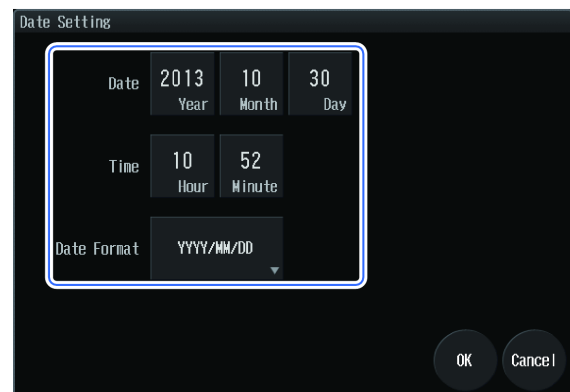 Date Setting
Date 2013 10 30
Year Month Day
Time 10 52
Hour Minute
Date Format YYYY/MM/DD
OK Cancel